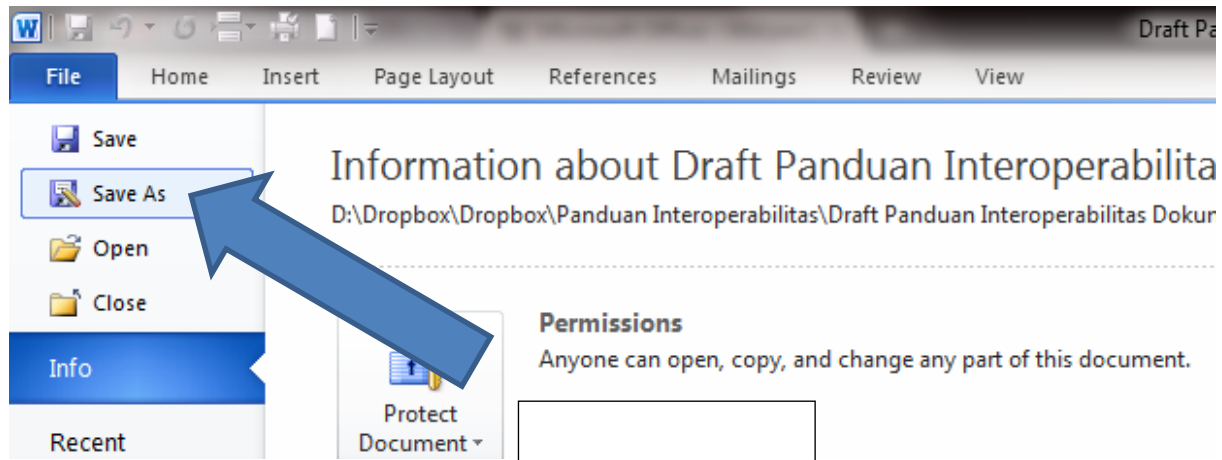 W
Draft Pa
File Home Insert Page Layout References Mailings Review View
Save
Save As
Open
Close
Info
Recent
Information about Draft Panduan Interoperabilita
D:\Dropbox\Dropbox\Panduan Interoperabilitas\Draft Panduan Interoperabilitas Dokur
Permissions
Anyone can open, copy, and change any part of this document.
Protect
Document